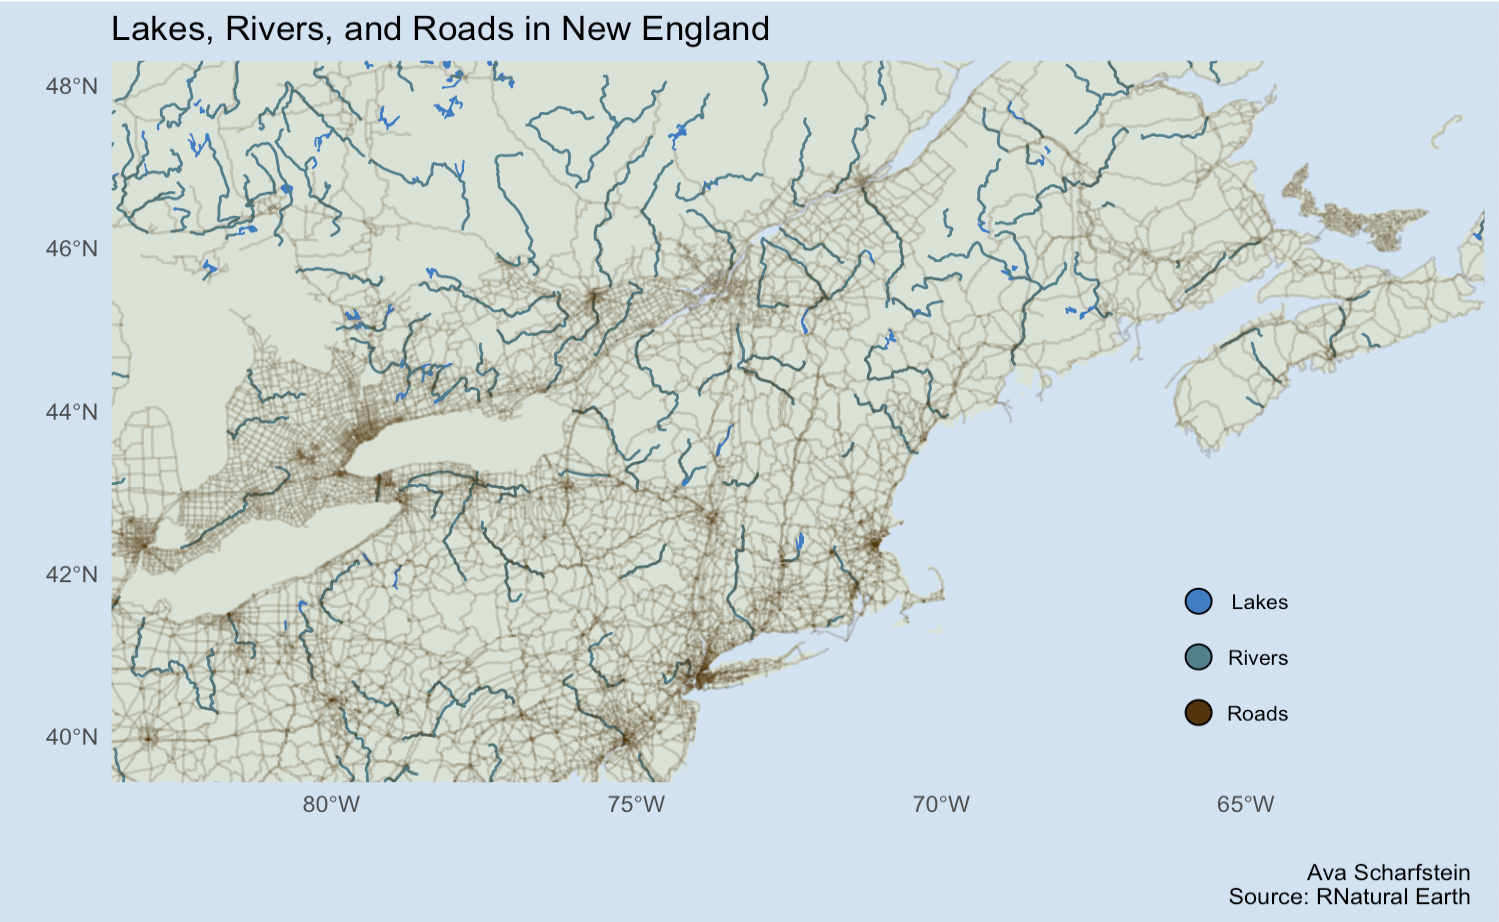 Lakes, Rivers, and Roads in New England
48°N
46°N
44°N
42°N
40°N
80°W
75°W
70°W
65°W
Lakes
Rivers
Roads
Ava Scharfstein
Source: RNatural Earth